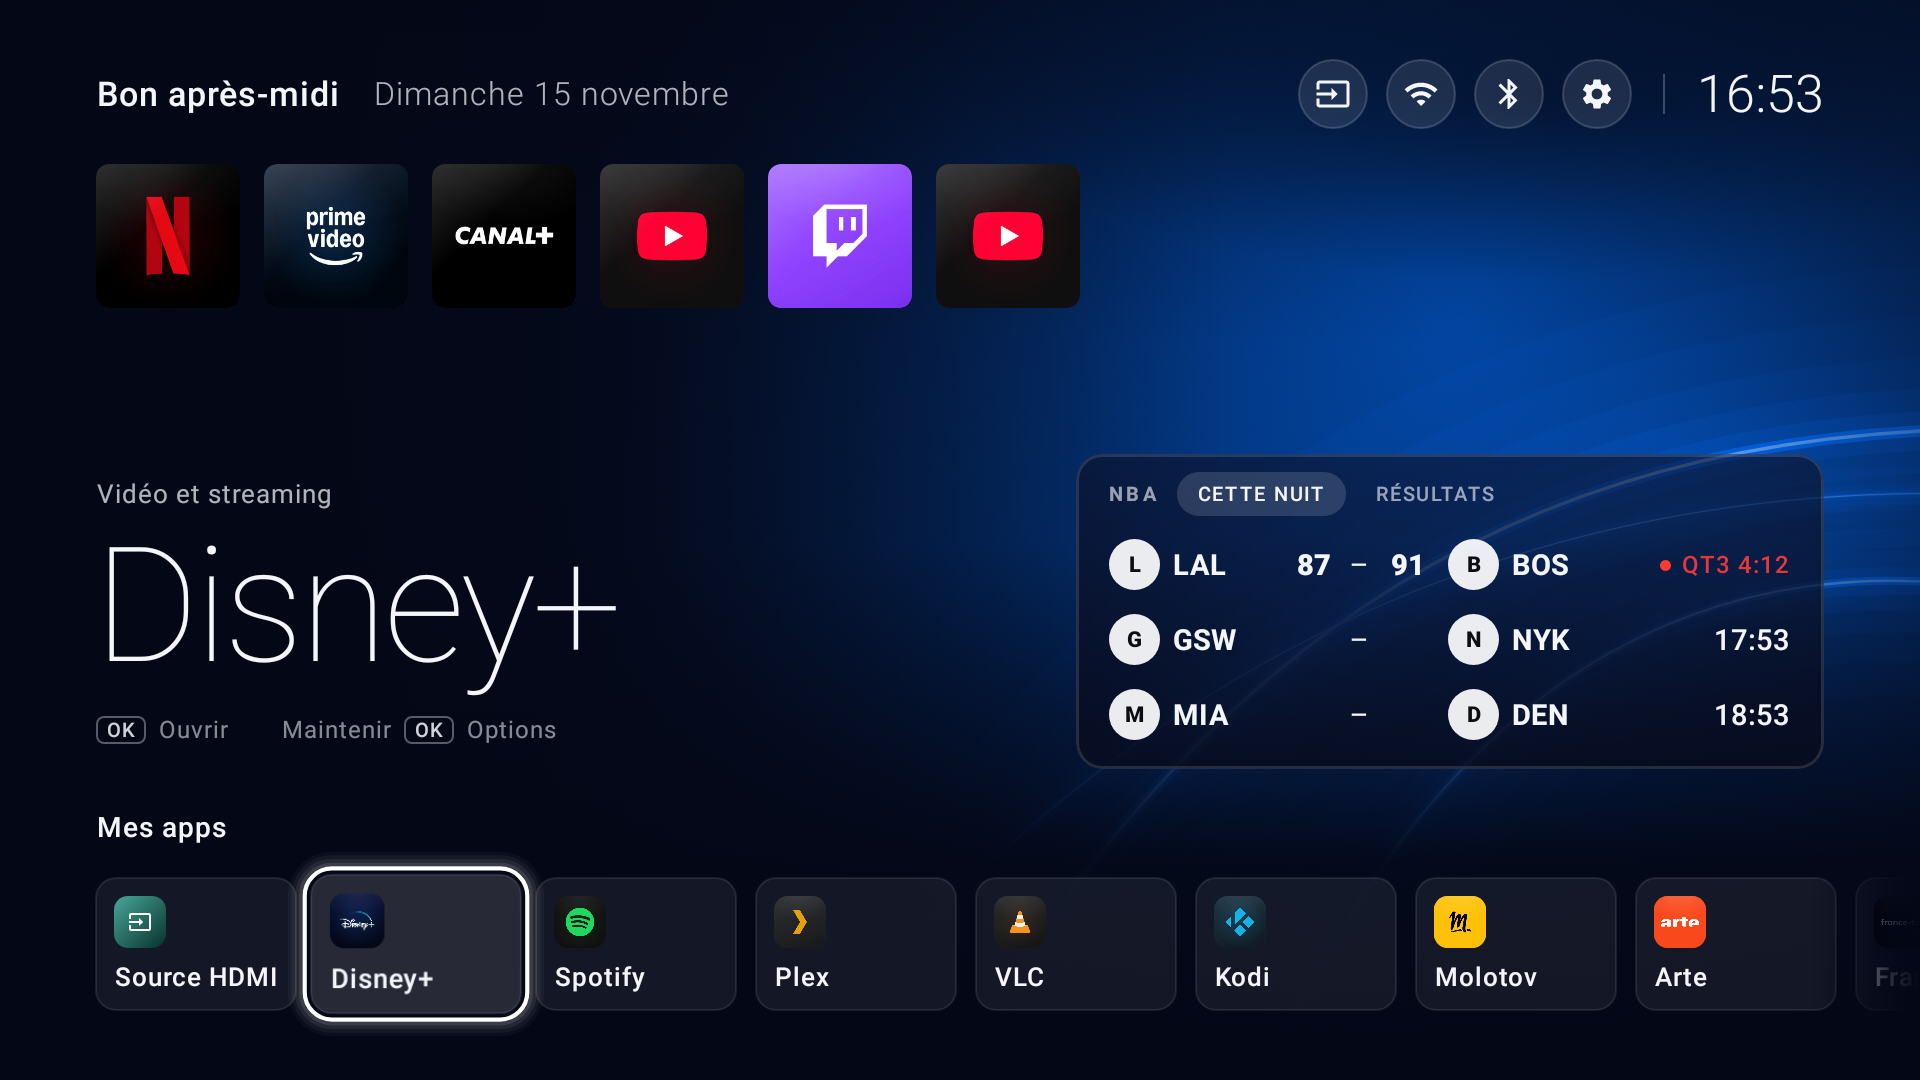 Bon après-midi Dimanche 15 novembre
16:53
prime video
CANAL+
Vidéo et streaming
Disney+
OK Ouvrir Maintenir OK Options
NBA CETTE NUIT RÉSULTATS
L LAL 87 – 91 B BOS QT3 4:12
G GSW – N NYK 17:53
M MIA – D DEN 18:53
Mes apps
Disney+
arte
Source HDMI
Disney+
Spotify
Plex
VLC
Kodi
Molotov
Arte
Fra